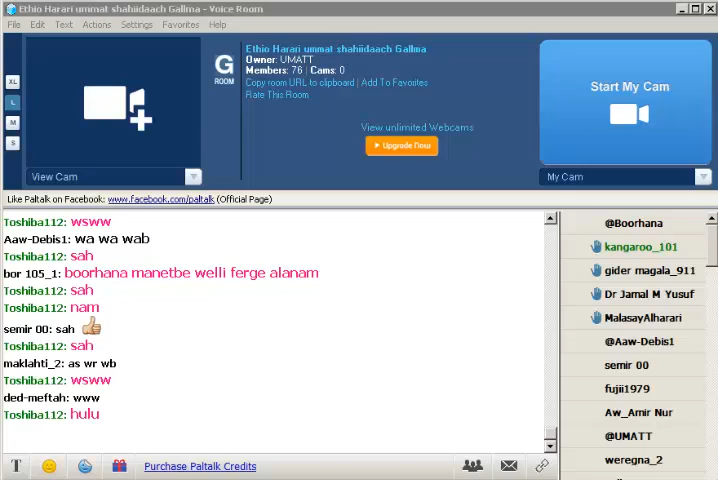 Ethio Harari ummat shahiidaach Gallma - Voice Room
File Edit Text Actions Settings Favorites Help
XL
L
M
S
View Cam
G
ROOM
Ethio Harari ummat shahiidaach Gallma
Owner: UMATT
Members: 76 | Cams: 0
Copy room URL to clipboard | Add To Favorites
Rate This Room
View unlimited Webcams
Upgrade Now
Start My Cam
My Cam
Like Paltalk on Facebook: www.facebook.com/paltalk (Official Page)
Toshiba112: wsww
Aaw-Debis1: wa wa wab
Toshiba112: sah
bor 105_1: boorhana manetbe welli ferge alanam
Toshiba112: sah
Toshiba112: nam
semir 00: sah
Toshiba112: sah
maklahti_2: as wr wb
Toshiba112: wsww
ded-meftah: www
Toshiba112: hulu
@Boorhana
kangaroo_101
gider magala_911
Dr Jamal M Yusuf
MalasayAlharari
@Aaw-Debis1
semir 00
fujii1979
Aw_Amir Nur
@UMATT
weregna_2
T
Purchase Paltalk Credits